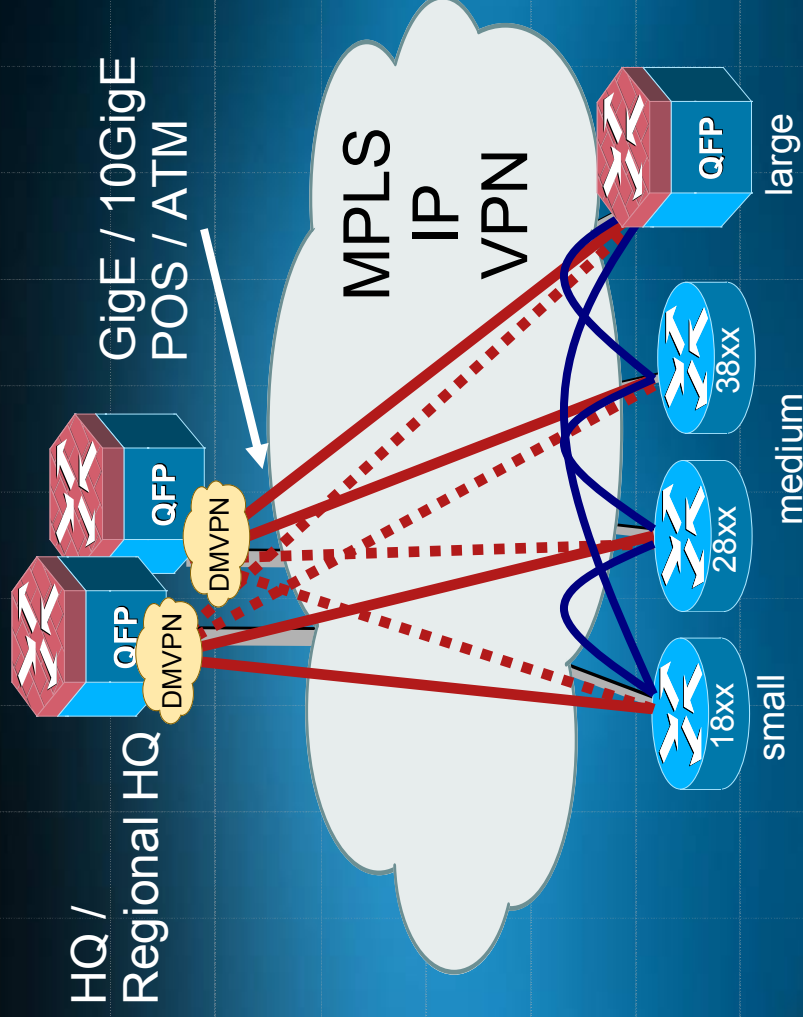 HQ /
Regional HQ
GigE / 10GigE
POS / ATM
QFP
QFP
DMVPN
DMVPN
MPLS
IP
VPN
18xx
28xx
38xx
QFP
small
medium
large